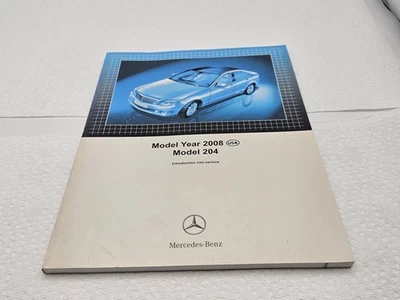 Model Year 2008 USA
Model 204
Introduction into service
Mercedes-Benz